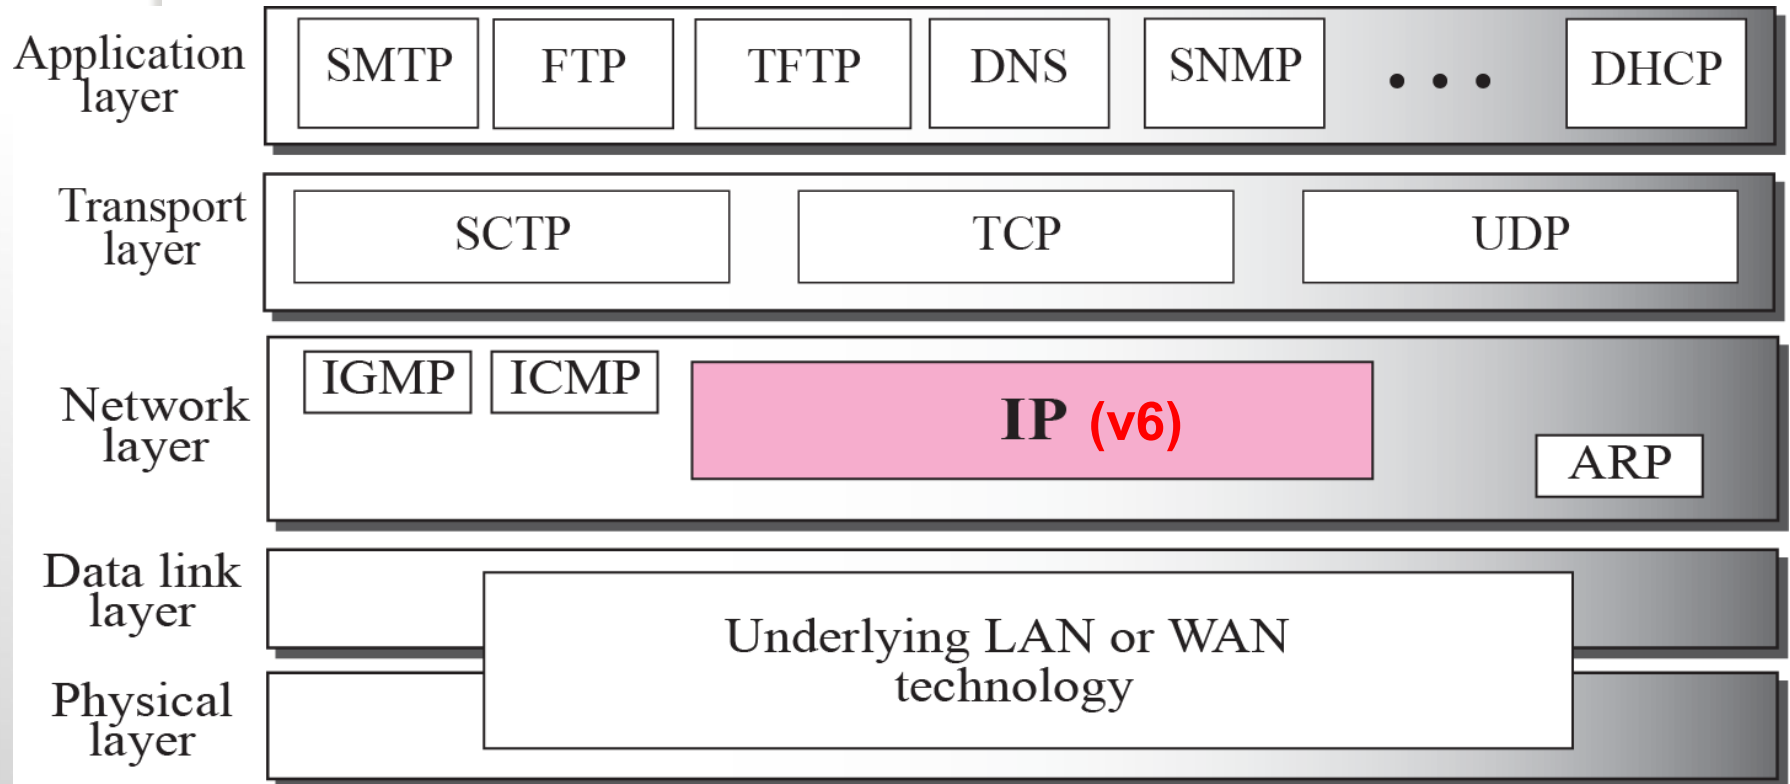 Application
layer
SMTP
FTP
TFTP
DNS
SNMP
• • •
DHCP
Transport
layer
SCTP
TCP
UDP
Network
layer
IGMP
ICMP
IP (v6)
ARP
Data link
layer
Underlying LAN or WAN
technology
Physical
layer